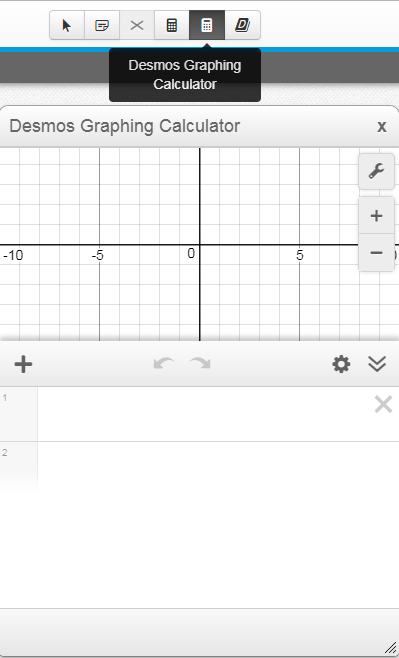 Desmos Graphing
Calculator
Desmos Graphing Calculator x
-10 -5 0 5
1
2